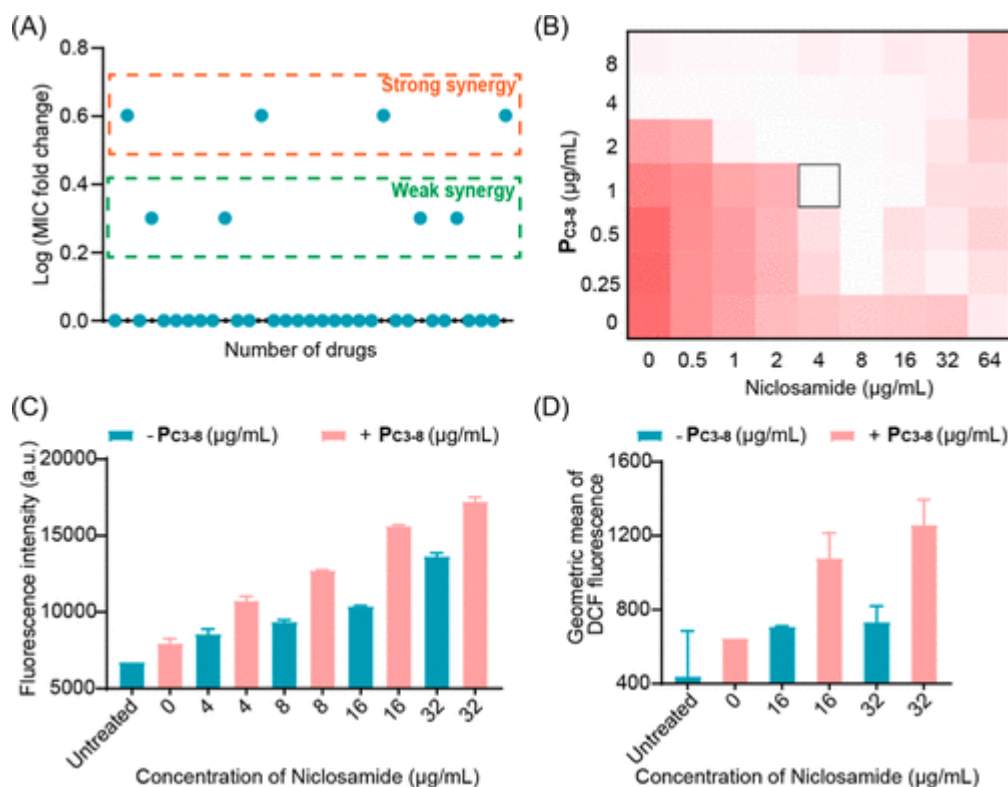 (A)
0.8
0.6
0.4
0.2
0.0
Log (MIC fold change)
Strong synergy
Weak synergy
Number of drugs
(B)
8
4
2
1
0.5
0.25
0
PC3-8 (µg/mL)
0 0.5 1 2 4 8 16 32 64
Niclosamide (µg/mL)
(C)
- PC3-8 (µg/mL) + PC3-8 (µg/mL)
20000
15000
10000
5000
Fluorescence intensity (a.u.)
Untreated 0 4 4 8 8 16 16 32 32
Concentration of Niclosamide (µg/mL)
(D)
- PC3-8 (µg/mL) + PC3-8 (µg/mL)
1600
1200
800
400
Geometric mean of
DCF fluorescence
Untreated 0 16 16 32 32
Concentration of Niclosamide (µg/mL)